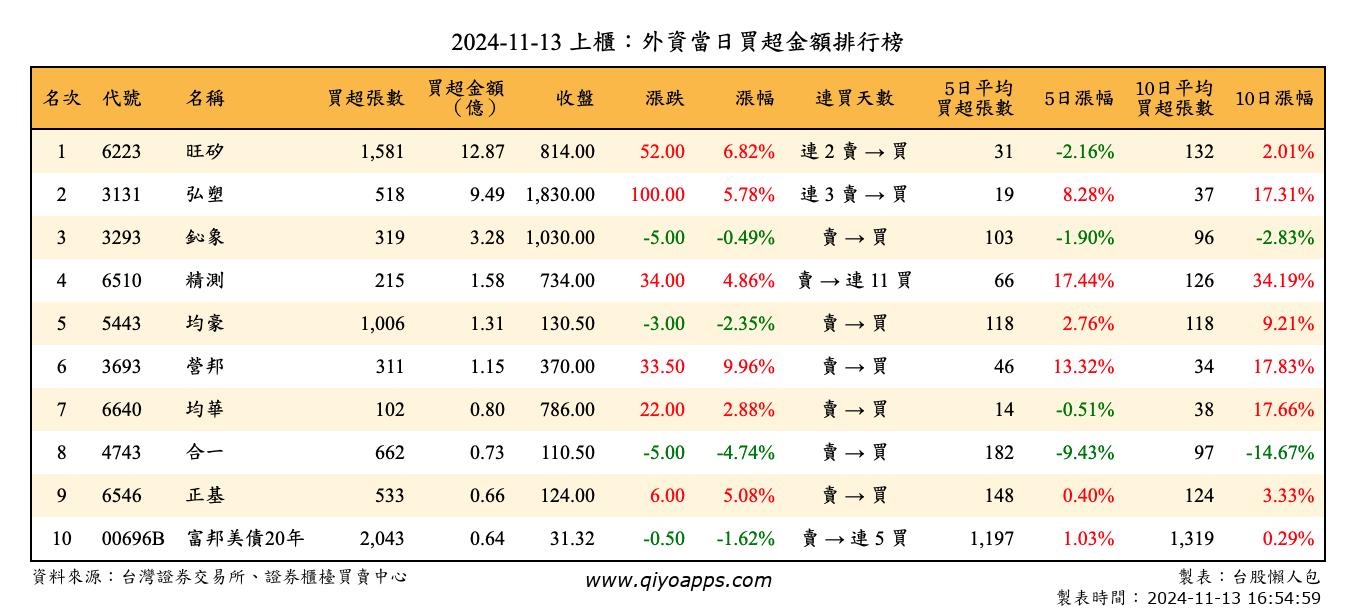 2024-11-13 上櫃：外資當日買超金額排行榜
名次 代號 名稱 買超張數 買超金額（億） 收盤 漲跌 漲幅 連買天數 5日平均買超張數 5日漲幅 10日平均買超張數 10日漲幅
1 6223 旺矽 1,581 12.87 814.00 52.00 6.82% 連 2 賣 → 買 31 -2.16% 132 2.01%
2 3131 弘塑 518 9.49 1,830.00 100.00 5.78% 連 3 賣 → 買 19 8.28% 37 17.31%
3 3293 鈊象 319 3.28 1,030.00 -5.00 -0.49% 賣 → 買 103 -1.90% 96 -2.83%
4 6510 精測 215 1.58 734.00 34.00 4.86% 賣 → 連 11 買 66 17.44% 126 34.19%
5 5443 均豪 1,006 1.31 130.50 -3.00 -2.35% 賣 → 買 118 2.76% 118 9.21%
6 3693 營邦 311 1.15 370.00 33.50 9.96% 賣 → 買 46 13.32% 34 17.83%
7 6640 均華 102 0.80 786.00 22.00 2.88% 賣 → 買 14 -0.51% 38 17.66%
8 4743 合一 662 0.73 110.50 -5.00 -4.74% 賣 → 買 182 -9.43% 97 -14.67%
9 6546 正基 533 0.66 124.00 6.00 5.08% 賣 → 買 148 0.40% 124 3.33%
10 00696B 富邦美債20年 2,043 0.64 31.32 -0.50 -1.62% 賣 → 連 5 買 1,197 1.03% 1,319 0.29%
資料來源：台灣證券交易所、證券櫃檯買賣中心 www.qiyoapps.com 製表：台股懶人包
製表時間：2024-11-13 16:54:59